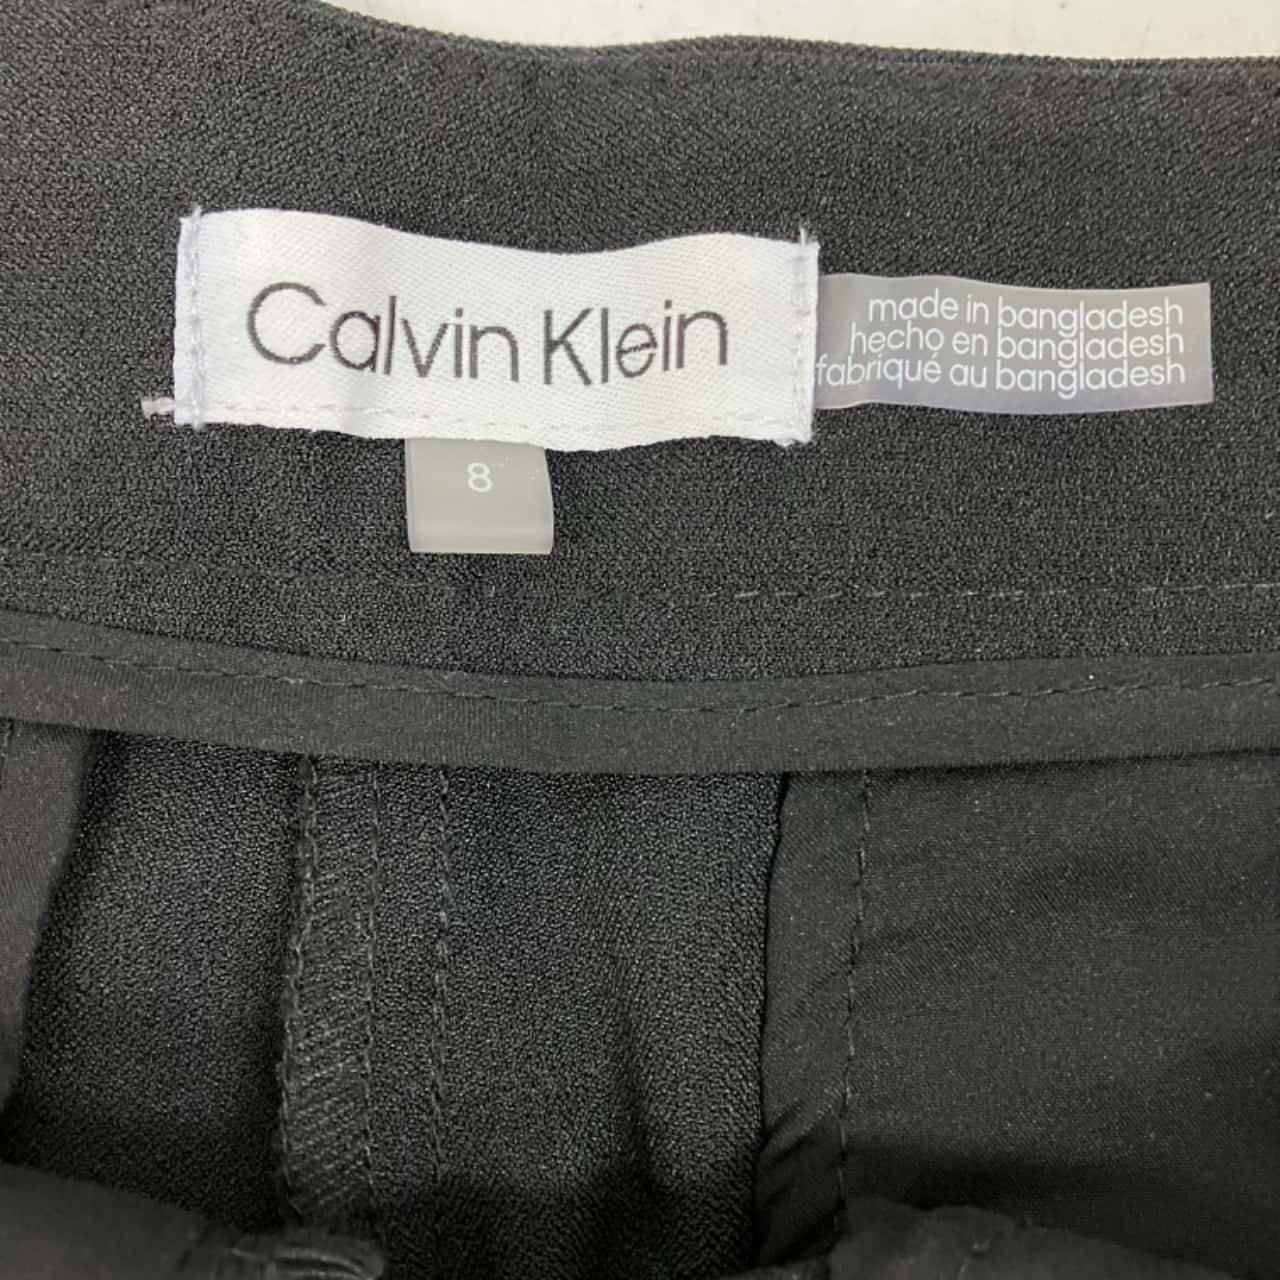 Calvin Klein
made in bangladesh
hecho en bangladesh
fabriqué au bangladesh
8